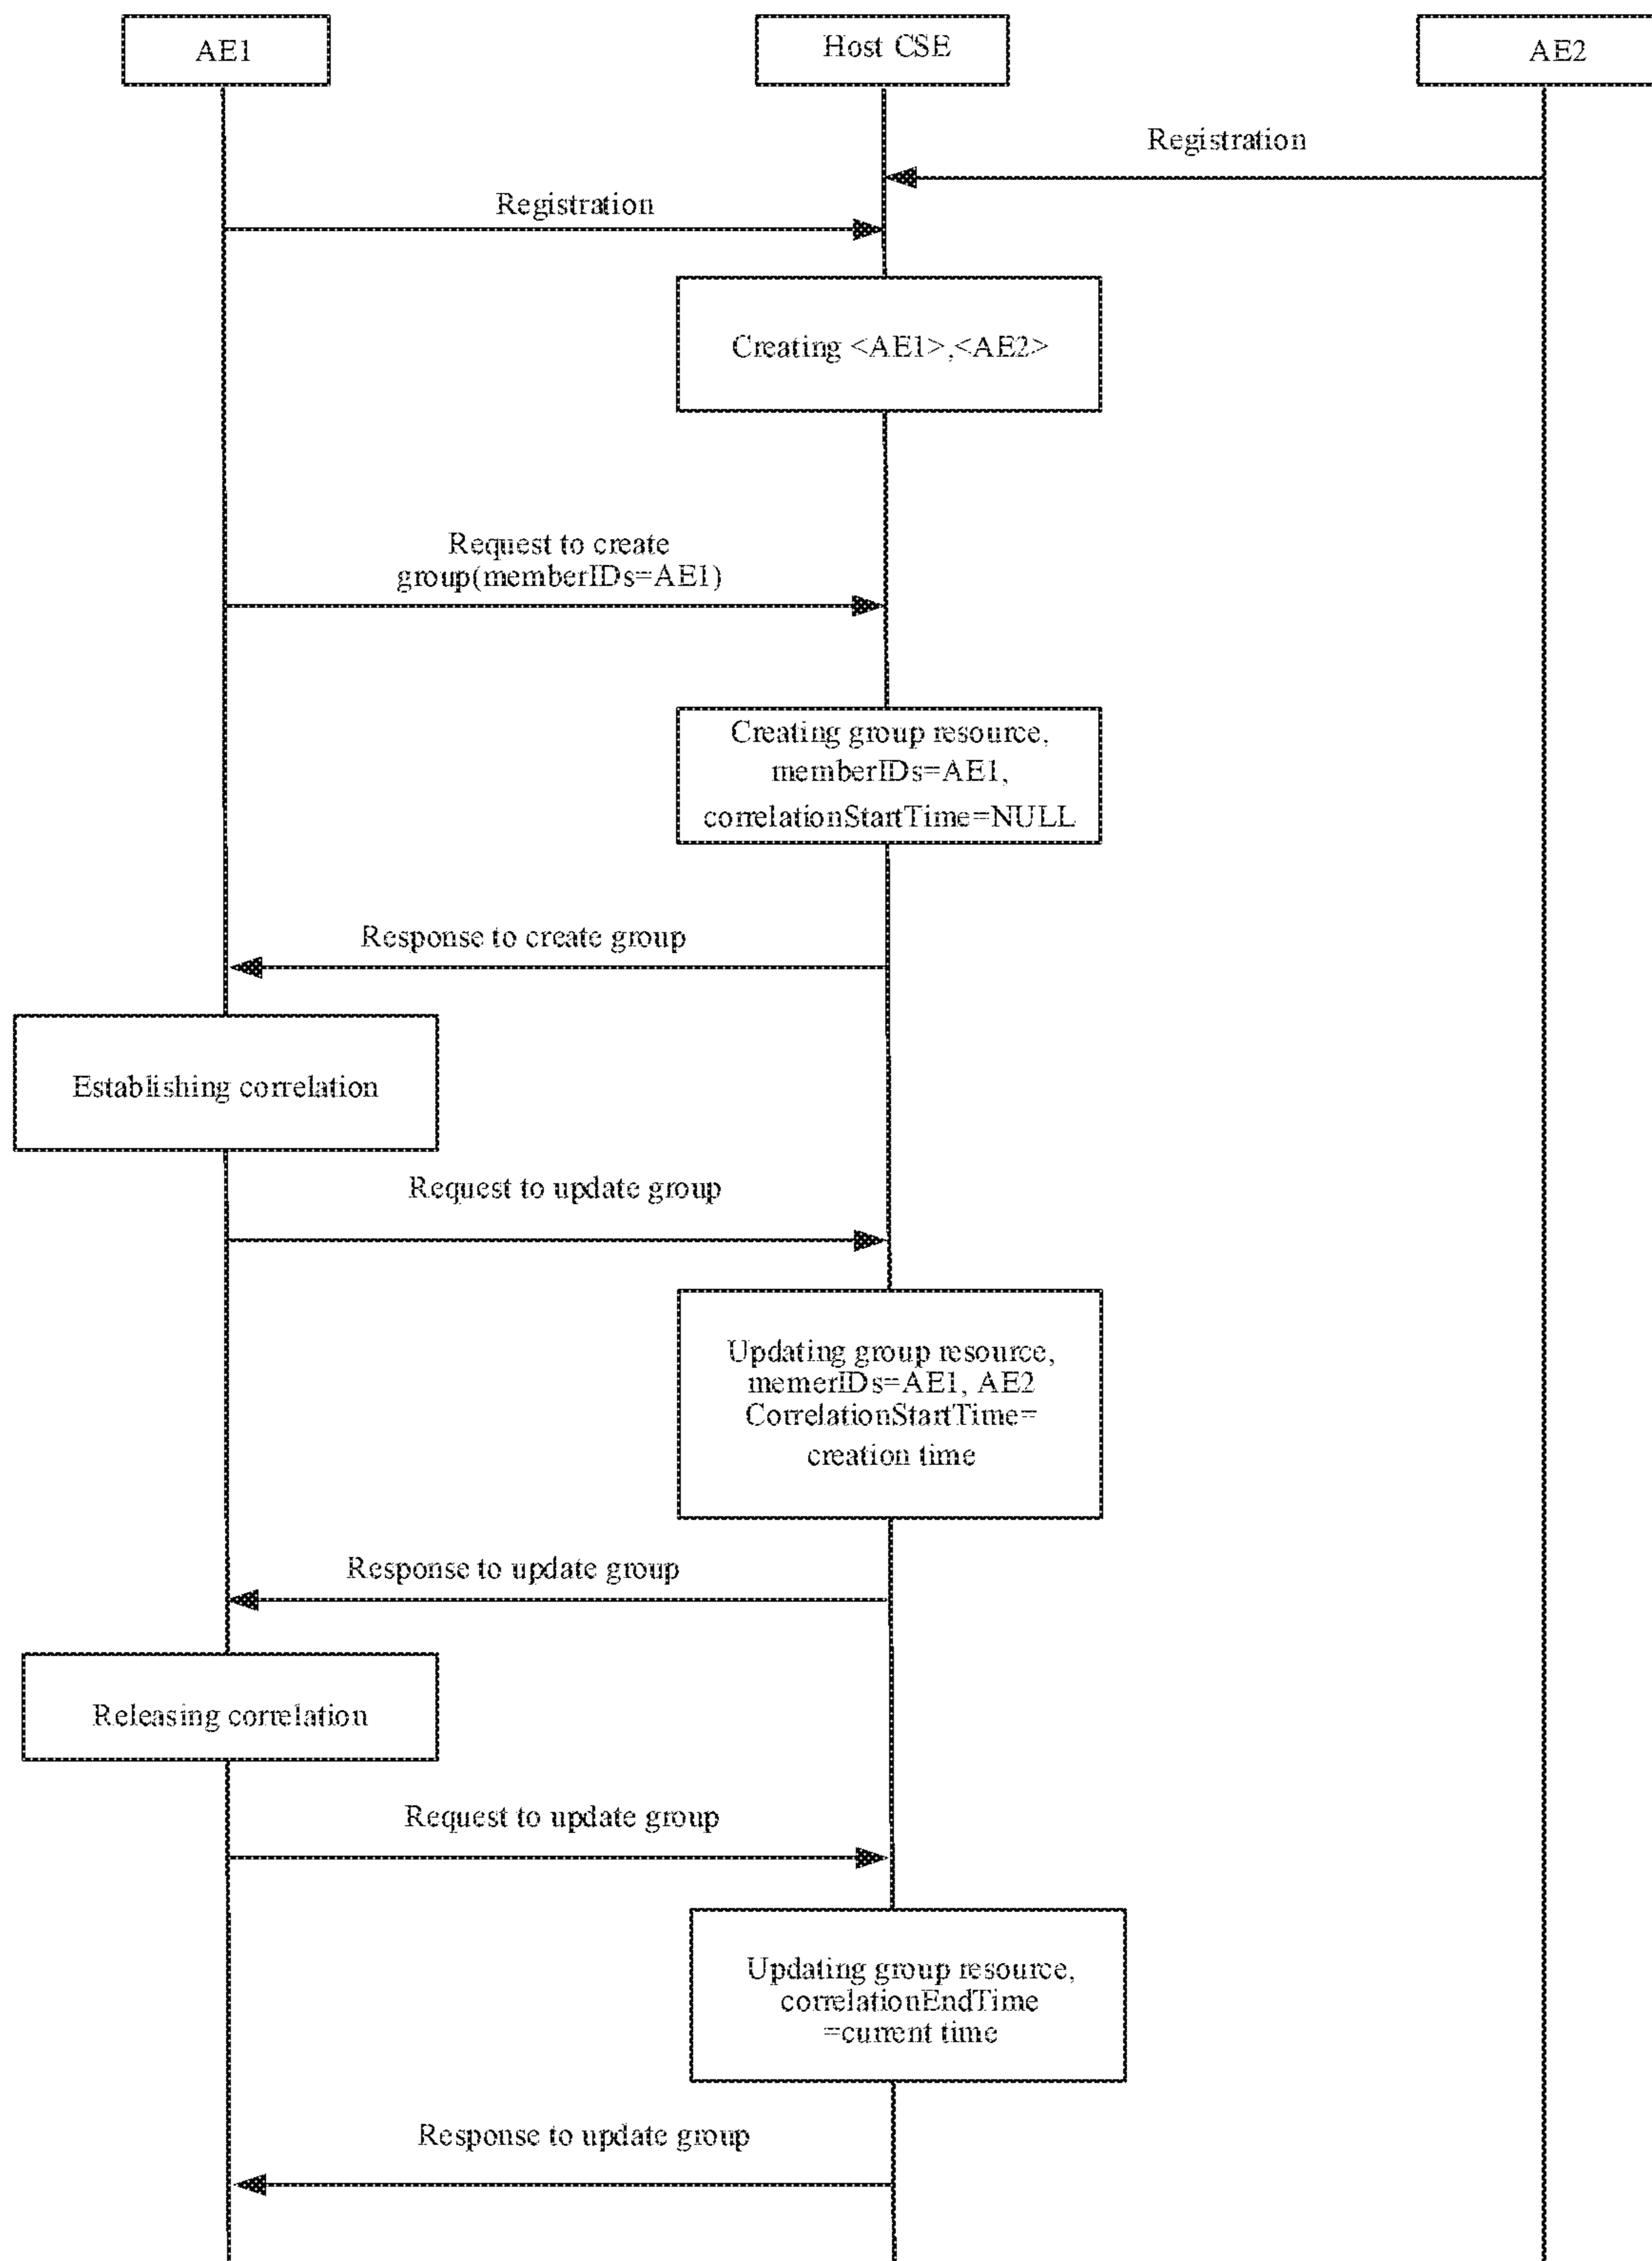 AE1
Host CSE
AE2
Registration
Registration
Creating <AE1>,<AE2>
Request to create
group(memberIDs=AE1)
Creating group resource,
memberIDs=AE1,
correlationStartTime=NULL
Response to create group
Establishing correlation
Request to update group
Updating group resource,
memerIDs=AE1, AE2
CorrelationStartTime=
creation time
Response to update group
Releasing correlation
Request to update group
Updating group resource,
correlationEndTime
=current time
Response to update group